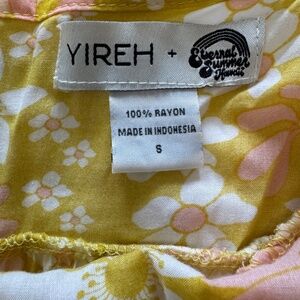 YIREH +
Eternal
Summer
Hawaii
100% RAYON
MADE IN INDONESIA
S